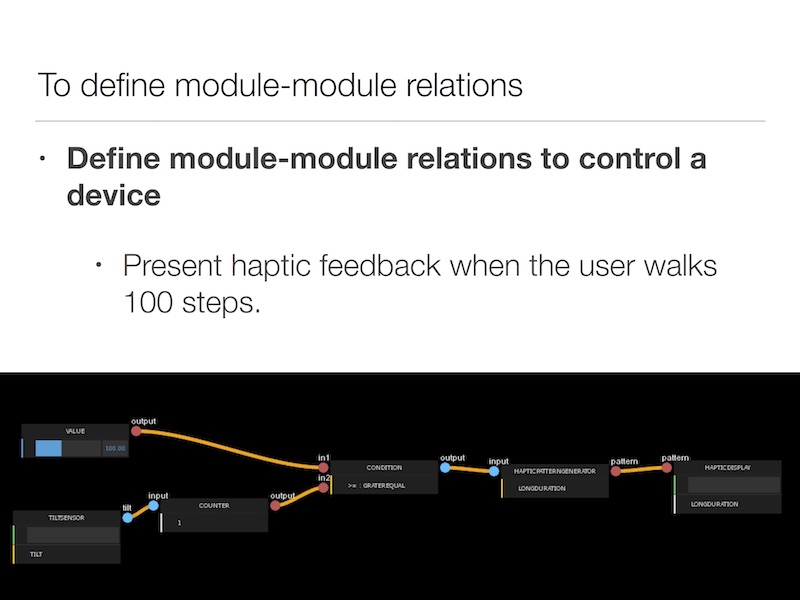 To define module-module relations
• Define module-module relations to control a
device
• Present haptic feedback when the user walks
100 steps.
output
VALUE
100.00
in1
output
input
pattern
pattern
CONDITION
HAPTICPATTERNGENERATOR
HAPTICDISPLAY
in2
>= : GRATEREQUAL
LONGDURATION
LONGDURATION
tilt
input
output
COUNTER
1
TILTSENSOR
TILT